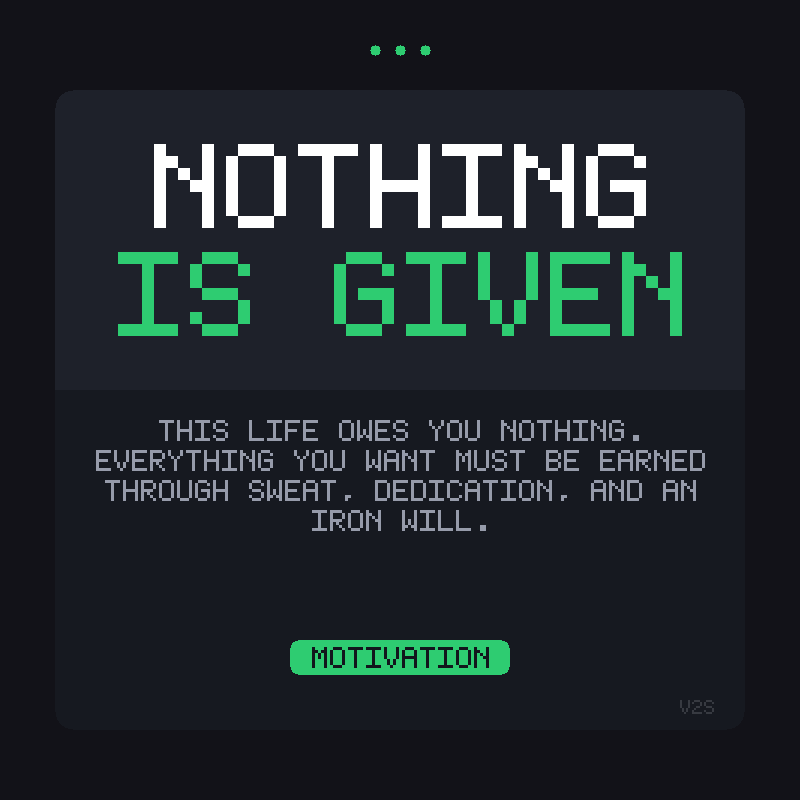 NOTHING
IS GIVEN
THIS LIFE OWES YOU NOTHING.
EVERYTHING YOU WANT MUST BE EARNED
THROUGH SWEAT, DEDICATION, AND AN
IRON WILL.
MOTIVATION
V2S